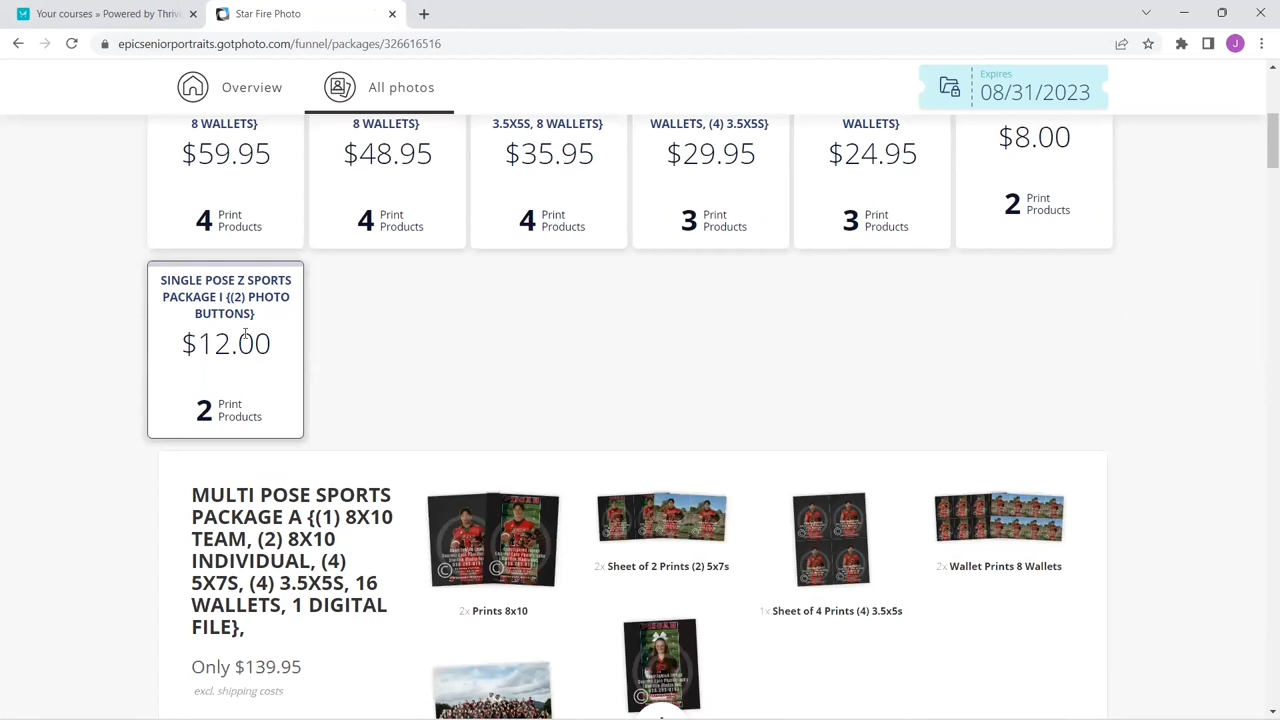 Your courses » Powered by Thriv
Star Fire Photo
epicseniorportraits.gotphoto.com/funnel/packages/326616516
J
Overview
All photos
Expires
08/31/2023
8 WALLETS}
$59.95
4 Print Products
8 WALLETS}
$48.95
4 Print Products
3.5X5S, 8 WALLETS}
$35.95
4 Print Products
WALLETS, (4) 3.5X5S}
$29.95
3 Print Products
WALLETS}
$24.95
3 Print Products
$8.00
2 Print Products
SINGLE POSE Z SPORTS
PACKAGE I {(2) PHOTO
BUTTONS}
$12.00
2 Print Products
MULTI POSE SPORTS
PACKAGE A {(1) 8X10
TEAM, (2) 8X10
INDIVIDUAL, (4)
5X7S, (4) 3.5X5S, 16
WALLETS, 1 DIGITAL
FILE},
Only $139.95
excl. shipping costs
2x Prints 8x10
2x Sheet of 2 Prints (2) 5x7s
1x Sheet of 4 Prints (4) 3.5x5s
2x Wallet Prints 8 Wallets